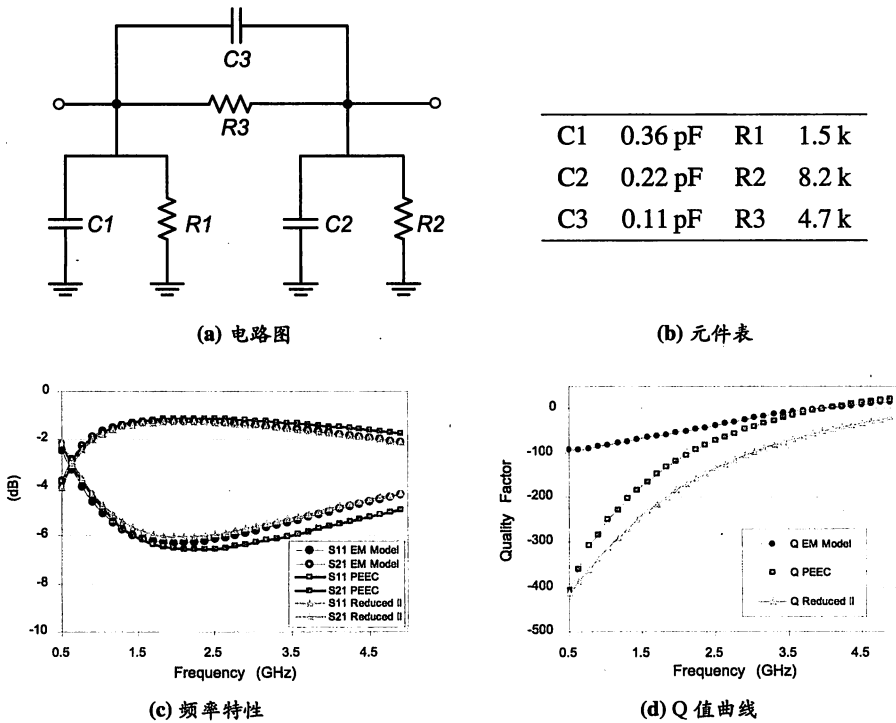 C3
R3
C1
R1
C2
R2
C1 0.36 pF R1 1.5 k
C2 0.22 pF R2 8.2 k
C3 0.11 pF R3 4.7 k
(a) 电路图
(b) 元件表
0
-2
-4
-6
-8
-10
(dB)
0.5 1.5 2.5 3.5 4.5
Frequency (GHz)
S11 EM Model
S21 EM Model
S11 PEEC
S21 PEEC
S11 Reduced II
S21 Reduced II
(c) 频率特性
0
-100
-200
-300
-400
-500
Quality Factor
0.5 1.5 2.5 3.5 4.5
Frequency (GHz)
Q EM Model
Q PEEC
Q Reduced II
(d) Q 值曲线